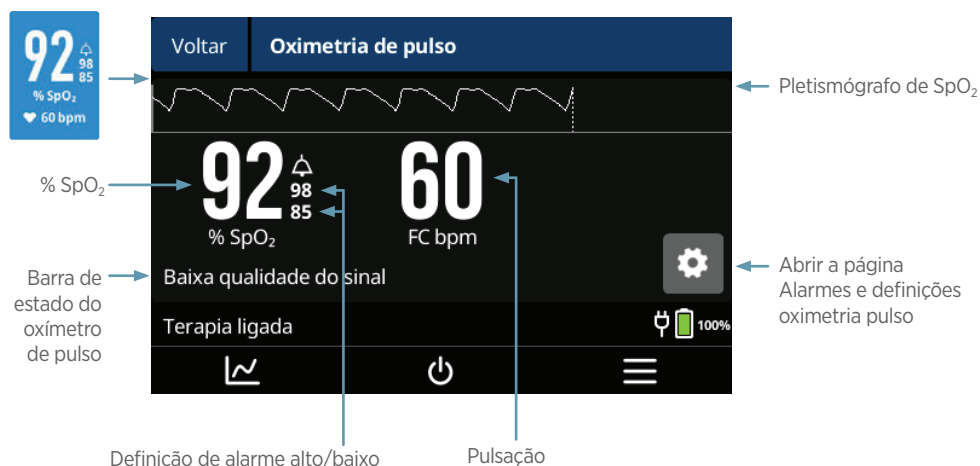 92
98
85
% SpO₂
60 bpm
Voltar
Oximetria de pulso
Pletismógrafo de SpO₂
% SpO₂
92
98
85
% SpO₂
60
FC bpm
Barra de
estado do
oxímetro
de pulso
Baixa qualidade do sinal
Abrir a página
Alarmes e definições
oximetria pulso
Terapia ligada
100%
Definição de alarme alto/baixo
Pulsação